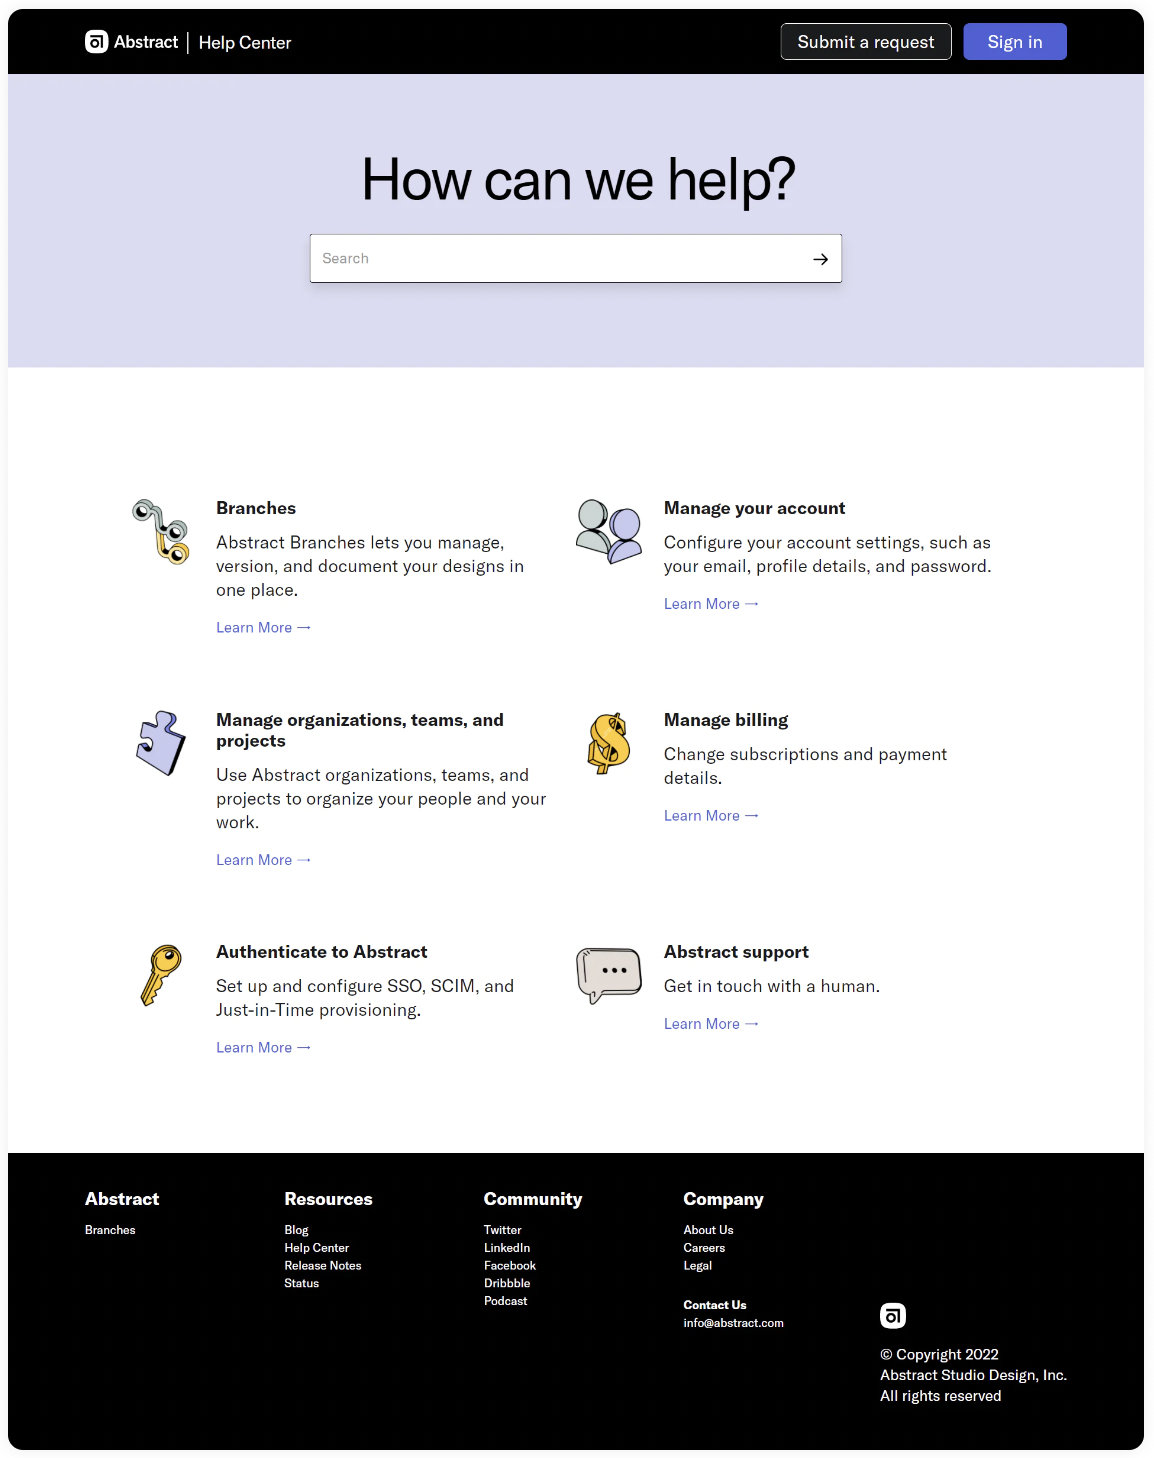 Abstract | Help Center
Submit a request
Sign in
How can we help?
Search →
Branches
Abstract Branches lets you manage,
version, and document your designs in
one place.
Learn More →
Manage your account
Configure your account settings, such as
your email, profile details, and password.
Learn More →
Manage organizations, teams, and
projects
Use Abstract organizations, teams, and
projects to organize your people and your
work.
Learn More →
Manage billing
Change subscriptions and payment
details.
Learn More →
Authenticate to Abstract
Set up and configure SSO, SCIM, and
Just-in-Time provisioning.
Learn More →
Abstract support
Get in touch with a human.
Learn More →
Abstract
Branches
Resources
Blog
Help Center
Release Notes
Status
Community
Twitter
LinkedIn
Facebook
Dribbble
Podcast
Company
About Us
Careers
Legal
Contact Us
info@abstract.com
© Copyright 2022
Abstract Studio Design, Inc.
All rights reserved